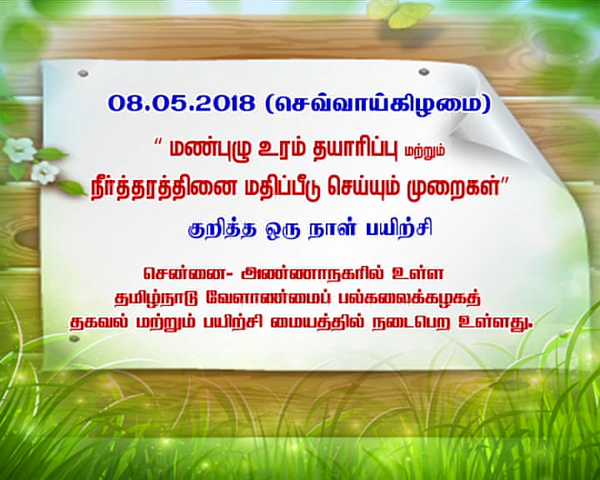 08.05.2018 (செவ்வாய்கிழமை)
“ மண்புழு உரம் தயாரிப்பு மற்றும்
நீர்த்தரத்தினை மதிப்பீடு செய்யும் முறைகள்”
குறித்த ஒரு நாள் பயிற்சி
சென்னை- அண்ணாநகரில் உள்ள
தமிழ்நாடு வேளாண்மைப் பல்கலைக்கழகத்
தகவல் மற்றும் பயிற்சி மையத்தில் நடைபெற உள்ளது.